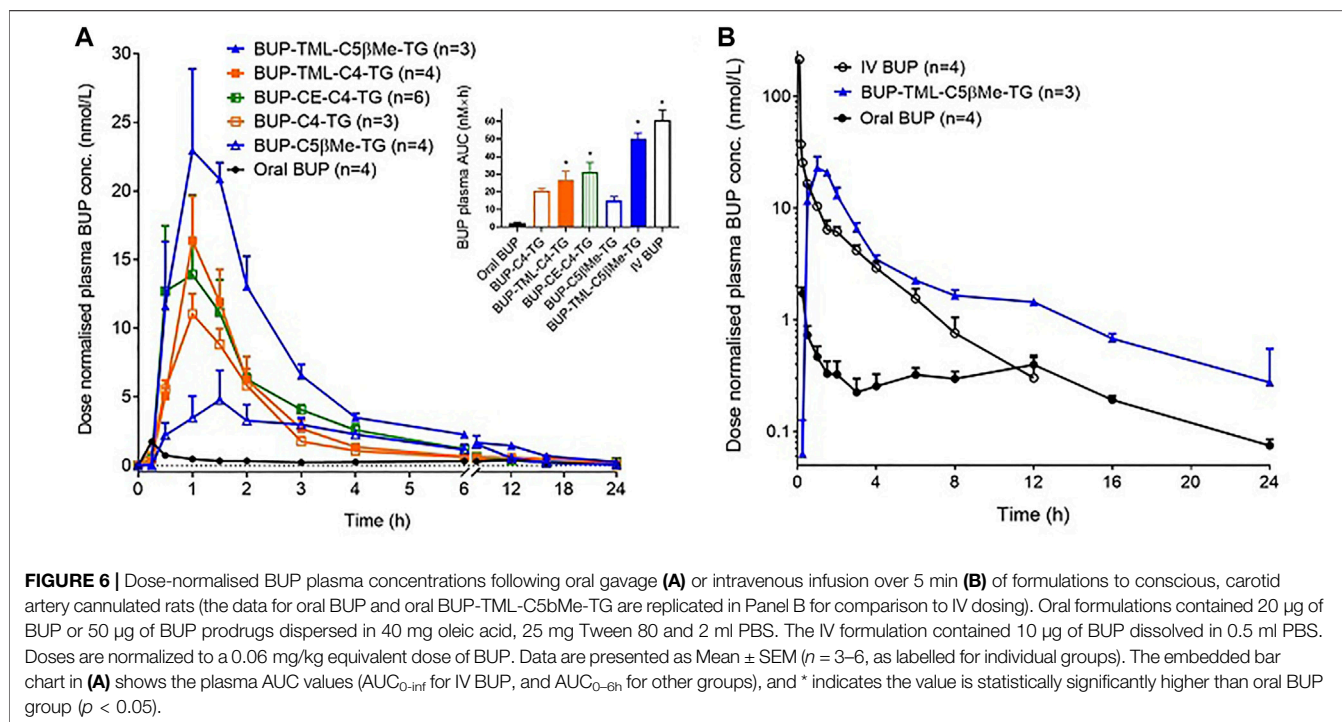 A
BUP-TML-C5βMe-TG (n=3)
BUP-TML-C4-TG (n=4)
BUP-CE-C4-TG (n=6)
BUP-C4-TG (n=3)
BUP-C5βMe-TG (n=4)
Oral BUP (n=4)
Dose normalised plasma BUP conc. (nmol/L)
30
25
20
15
10
5
0
0 1 2 3 4 5 6 12 18 24
Time (h)
BUP plasma AUC (nM×h)
60
50
40
30
20
10
0
* * * *
Oral BUP
BUP-C4-TG
BUP-TML-C4-TG
BUP-CE-C4-TG
BUP-C5βMe-TG
BUP-TML-C5βMe-TG
IV BUP
B
IV BUP (n=4)
BUP-TML-C5βMe-TG (n=3)
Oral BUP (n=4)
Dose normalised plasma BUP conc. (nmol/L)
100
10
1
0.1
0 4 8 12 16 20 24
Time (h)
FIGURE 6 | Dose-normalised BUP plasma concentrations following oral gavage (A) or intravenous infusion over 5 min (B) of formulations to conscious, carotid
artery cannulated rats (the data for oral BUP and oral BUP-TML-C5bMe-TG are replicated in Panel B for comparison to IV dosing). Oral formulations contained 20 µg of
BUP or 50 µg of BUP prodrugs dispersed in 40 mg oleic acid, 25 mg Tween 80 and 2 ml PBS. The IV formulation contained 10 µg of BUP dissolved in 0.5 ml PBS.
Doses are normalized to a 0.06 mg/kg equivalent dose of BUP. Data are presented as Mean ± SEM (n = 3–6, as labelled for individual groups). The embedded bar
chart in (A) shows the plasma AUC values (AUC0-inf for IV BUP, and AUC0–6h for other groups), and * indicates the value is statistically significantly higher than oral BUP
group (p < 0.05).